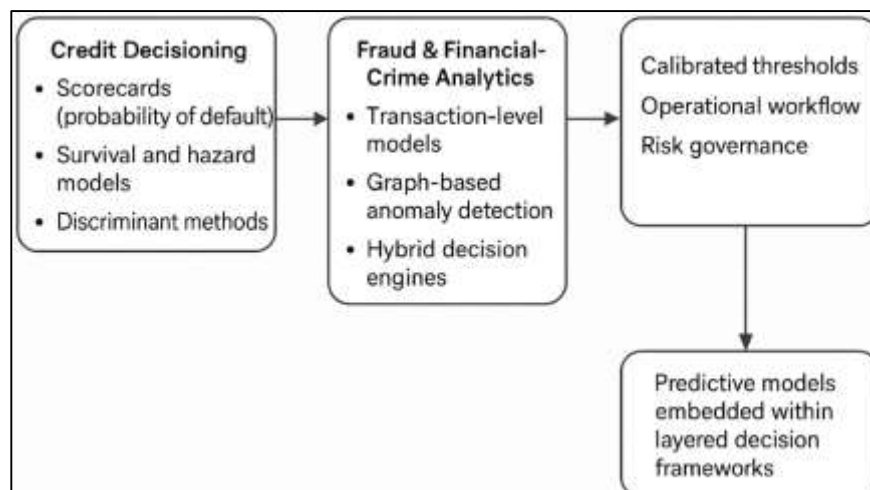 Credit Decisioning
• Scorecards
(probability of default)
• Survival and hazard
models
• Discriminant methods
Fraud & Financial-
Crime Analytics
• Transaction-level
models
• Graph-based
anomaly detection
• Hybrid decision
engines
Calibrated thresholds
Operational workflow
Risk governance
Predictive models
embedded within
layered decision
frameworks